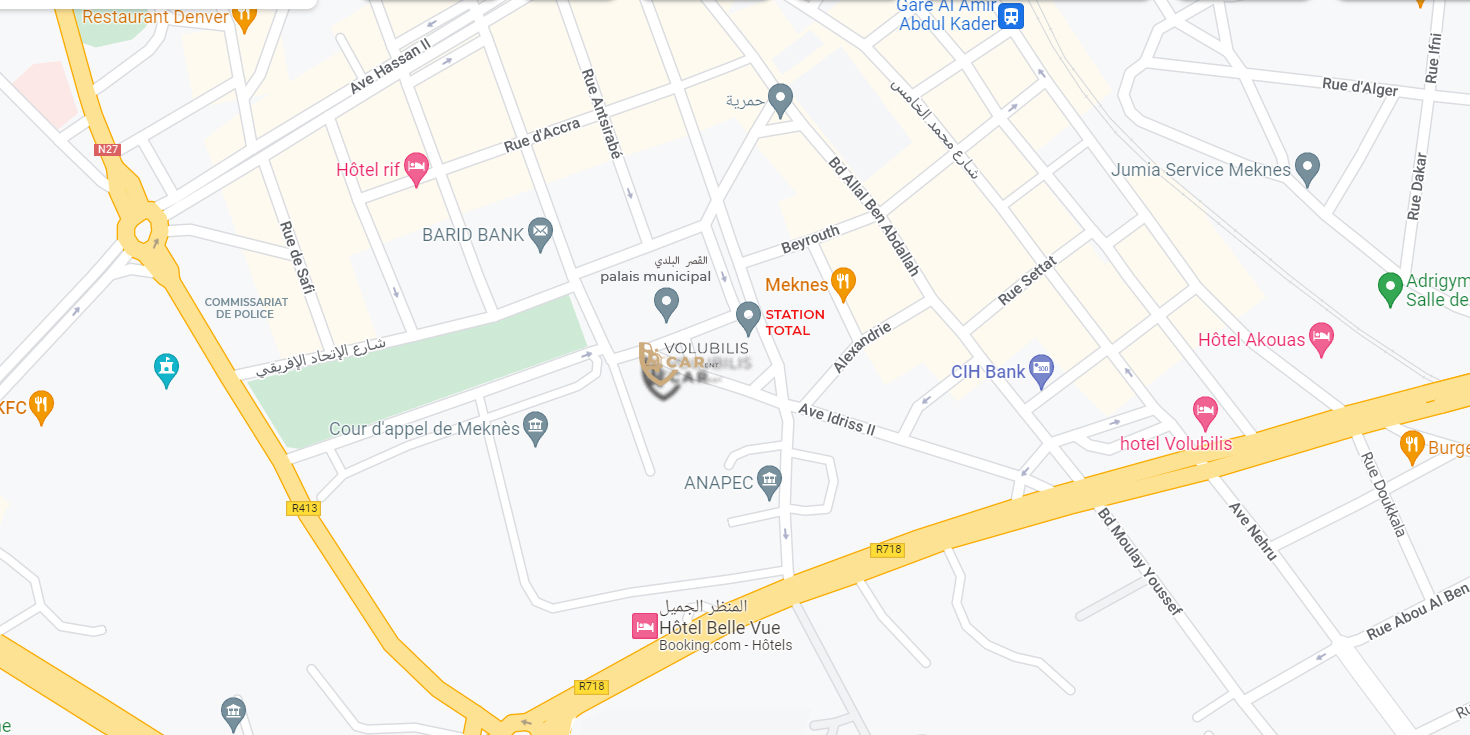 Restaurant Denver
Gare Al Amir
Abdul Kader
Ave Hassan II
Rue Ifni
Rue d'Alger
N27
Rue Antsirabé
Rue d'Accra
حمرية
شارع محمد الخامس
Hôtel rif
Jumia Service Meknes
Rue Dakar
Bd Allal Ben Abdallah
BARID BANK
Beyrouth
Rue de Safi
القصر البلدي
palais municipal
Rue Settat
Meknes
Adrigym
Salle de
COMMISSARIAT
DE POLICE
STATION
TOTAL
شارع الإتحاد الإفريقي
VOLUBILIS
CAR
RENT
Alexandrie
Hôtel Akouas
CIH Bank
KFC
Cour d'appel de Meknès
Ave Idriss II
hotel Volubilis
Burge
ANAPEC
Rue Doukkala
R413
Bd Moulay Youssef
Ave Nehru
R718
المنظر الجميل
Hôtel Belle Vue
Booking.com - Hôtels
Rue Abou Al Ben
R718